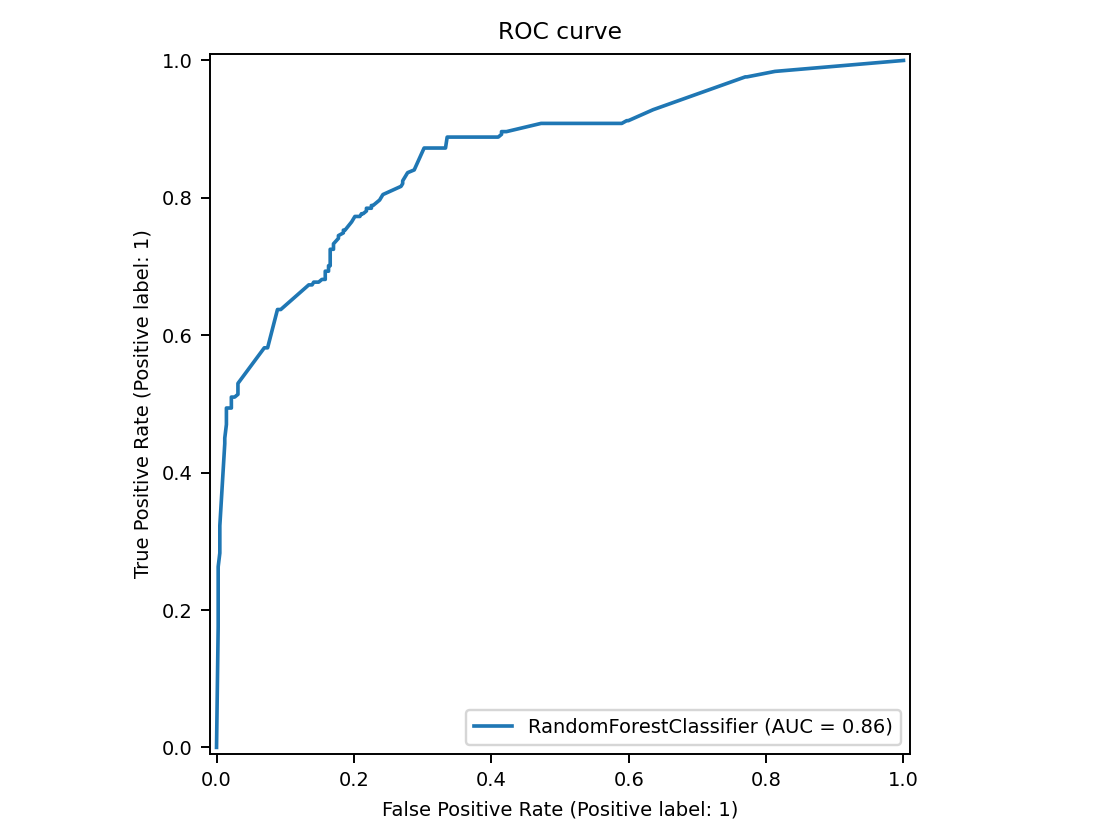 ROC curve
1.0
0.8
0.6
0.4
0.2
0.0
True Positive Rate (Positive label: 1)
RandomForestClassifier (AUC = 0.86)
0.0 0.2 0.4 0.6 0.8 1.0
False Positive Rate (Positive label: 1)